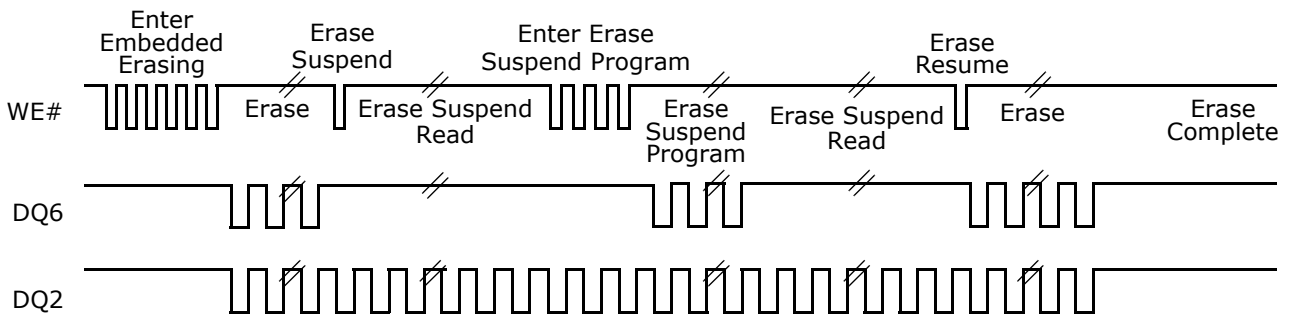 Enter
Embedded
Erasing
Erase
Suspend
Enter Erase
Suspend Program
Erase
Resume
WE#
Erase
Erase Suspend
Read
Erase
Suspend
Program
Erase Suspend
Read
Erase
Erase
Complete
DQ6
DQ2